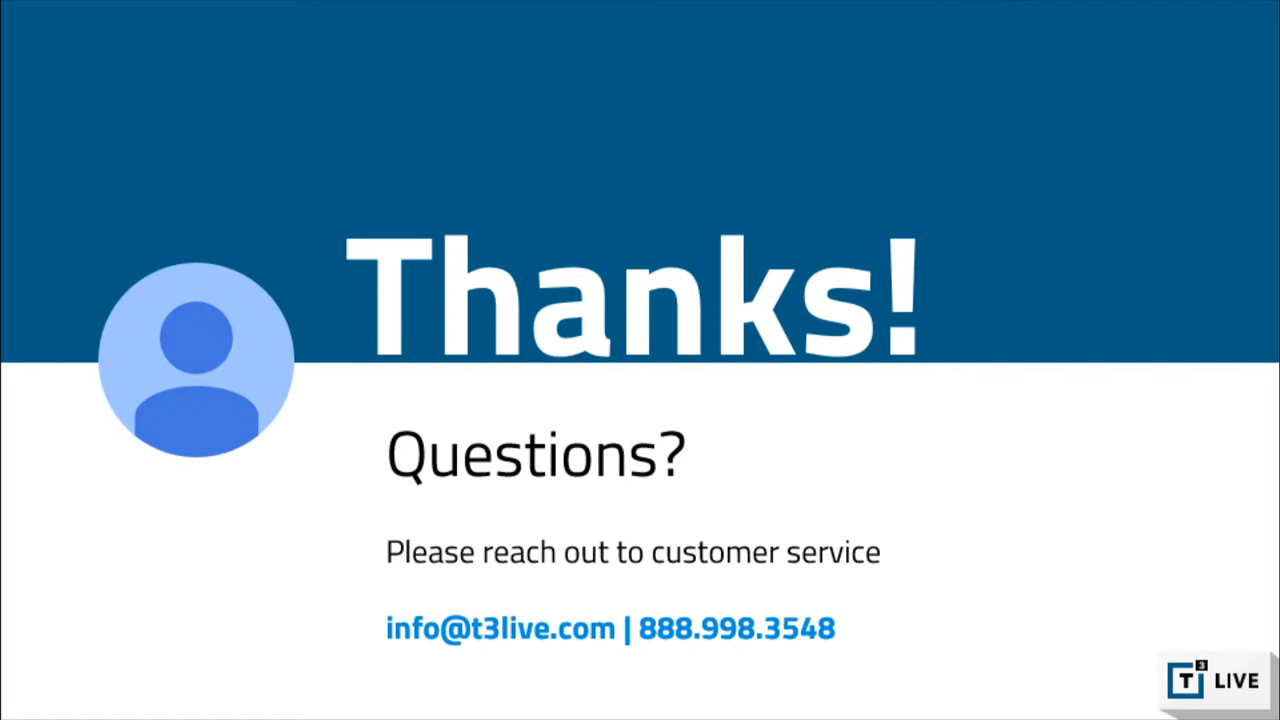 Thanks!
Questions?
Please reach out to customer service
info@t3live.com | 888.998.3548
T3 LIVE